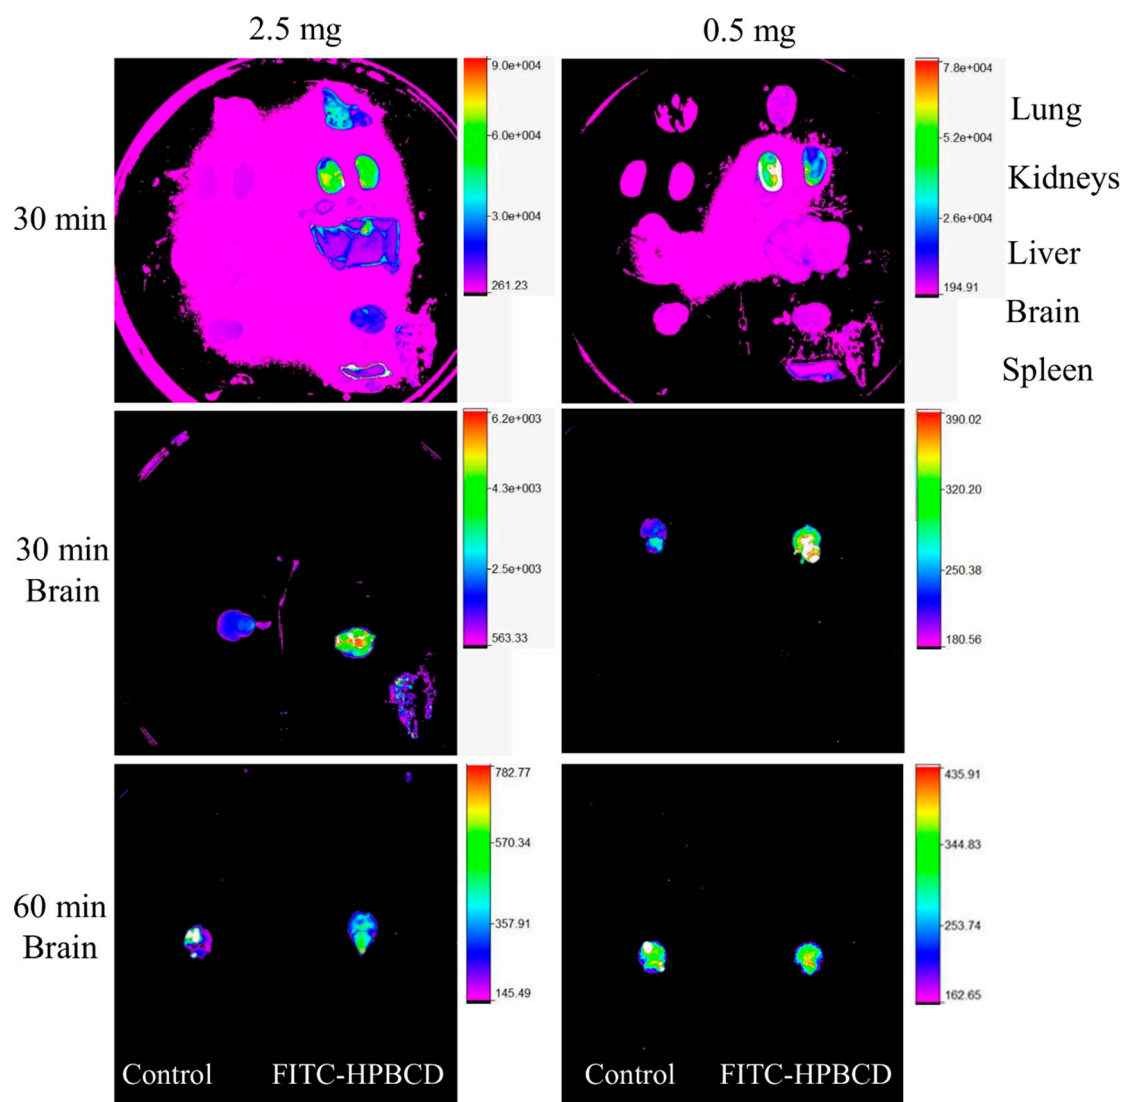 2.5 mg
0.5 mg
30 min
9.0e+004
6.0e+004
3.0e+004
261.23
7.8e+004
5.2e+004
2.6e+004
194.91
Lung
Kidneys
Liver
Brain
Spleen
30 min
Brain
6.2e+003
4.3e+003
2.5e+003
563.33
390.02
320.20
250.38
180.56
60 min
Brain
782.77
570.34
357.91
145.49
435.91
344.83
253.74
162.65
Control
FITC-HPBCD
Control
FITC-HPBCD